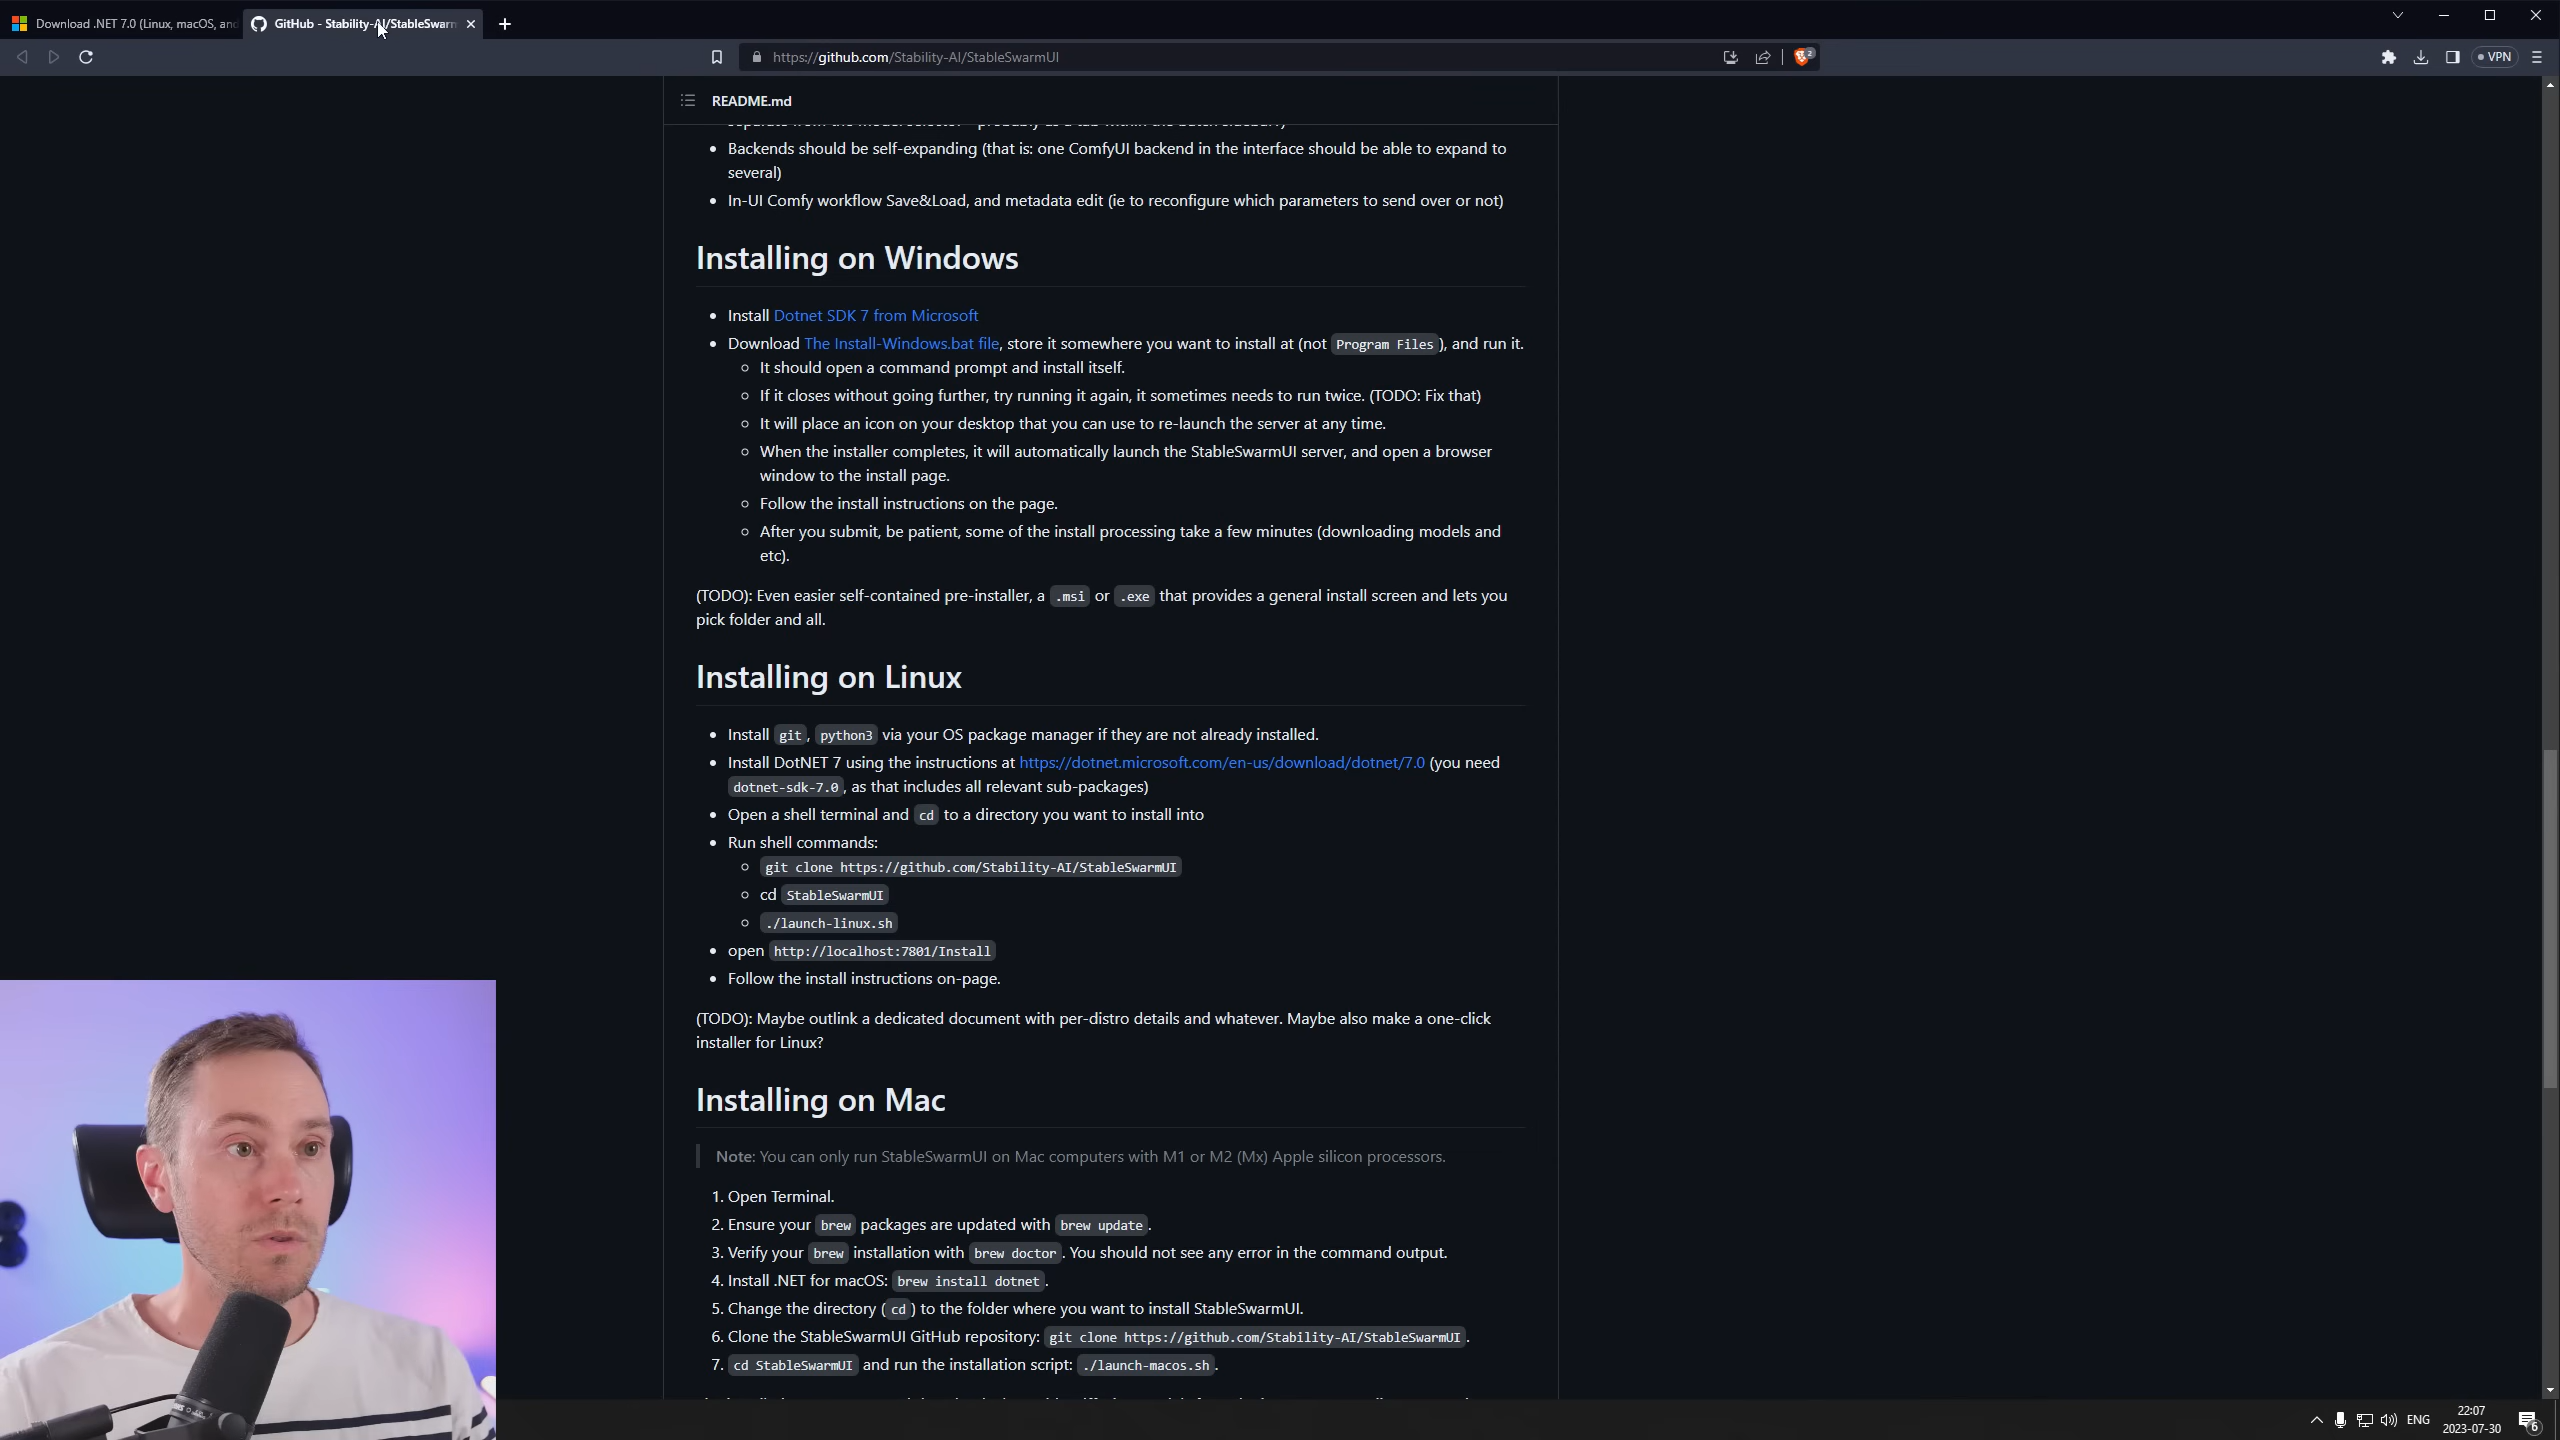 Download .NET 7.0 (Linux, macOS, and
GitHub - Stability-AI/StableSwarm
https://github.com/Stability-AI/StableSwarmUI
2
VPN
README.md
Backends should be self-expanding (that is: one ComfyUI backend in the interface should be able to expand to
several)
In-UI Comfy workflow Save&Load, and metadata edit (ie to reconfigure which parameters to send over or not)
Installing on Windows
Install Dotnet SDK 7 from Microsoft
Download The Install-Windows.bat file, store it somewhere you want to install at (not Program Files), and run it.
It should open a command prompt and install itself.
If it closes without going further, try running it again, it sometimes needs to run twice. (TODO: Fix that)
It will place an icon on your desktop that you can use to re-launch the server at any time.
When the installer completes, it will automatically launch the StableSwarmUI server, and open a browser
window to the install page.
Follow the install instructions on the page.
After you submit, be patient, some of the install processing take a few minutes (downloading models and
etc).
(TODO): Even easier self-contained pre-installer, a .msi or .exe that provides a general install screen and lets you
pick folder and all.
Installing on Linux
Install git, python3 via your OS package manager if they are not already installed.
Install DotNET 7 using the instructions at https://dotnet.microsoft.com/en-us/download/dotnet/7.0 (you need
dotnet-sdk-7.0, as that includes all relevant sub-packages)
Open a shell terminal and cd to a directory you want to install into
Run shell commands:
git clone https://github.com/Stability-AI/StableSwarmUI
cd StableSwarmUI
./launch-linux.sh
open http://localhost:7801/Install
Follow the install instructions on-page.
(TODO): Maybe outlink a dedicated document with per-distro details and whatever. Maybe also make a one-click
installer for Linux?
Installing on Mac
Note: You can only run StableSwarmUI on Mac computers with M1 or M2 (Mx) Apple silicon processors.
1. Open Terminal.
2. Ensure your brew packages are updated with brew update.
3. Verify your brew installation with brew doctor. You should not see any error in the command output.
4. Install .NET for macOS: brew install dotnet.
5. Change the directory (cd) to the folder where you want to install StableSwarmUI.
6. Clone the StableSwarmUI GitHub repository: git clone https://github.com/Stability-AI/StableSwarmUI.
7. cd StableSwarmUI and run the installation script: ./launch-macos.sh.
ENG
22:07
2023-07-30
6